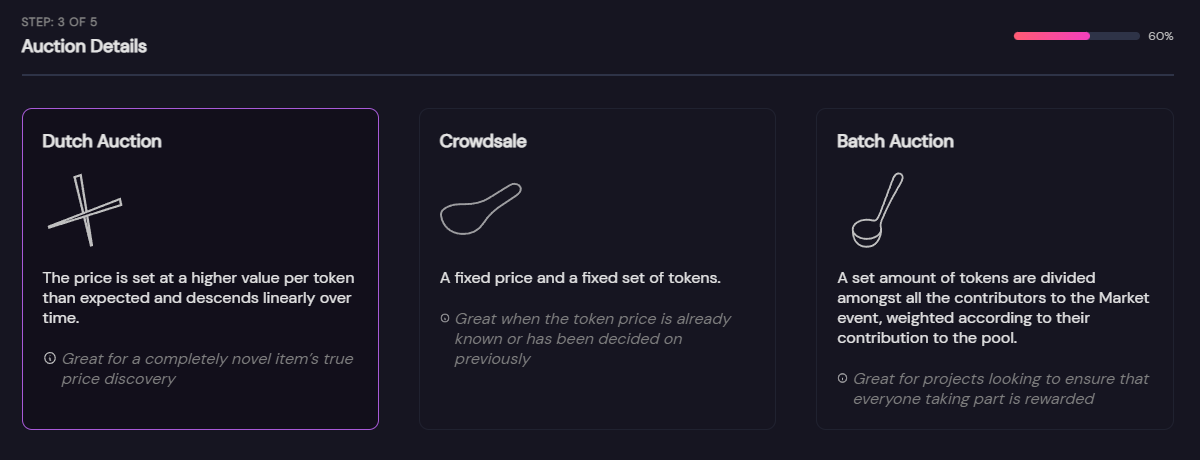 STEP: 3 OF 5
Auction Details
60%
Dutch Auction
The price is set at a higher value per token
than expected and descends linearly over
time.
Great for a completely novel item's true
price discovery
Crowdsale
A fixed price and a fixed set of tokens.
Great when the token price is already
known or has been decided on
previously
Batch Auction
A set amount of tokens are divided
amongst all the contributors to the Market
event, weighted according to their
contribution to the pool.
Great for projects looking to ensure that
everyone taking part is rewarded